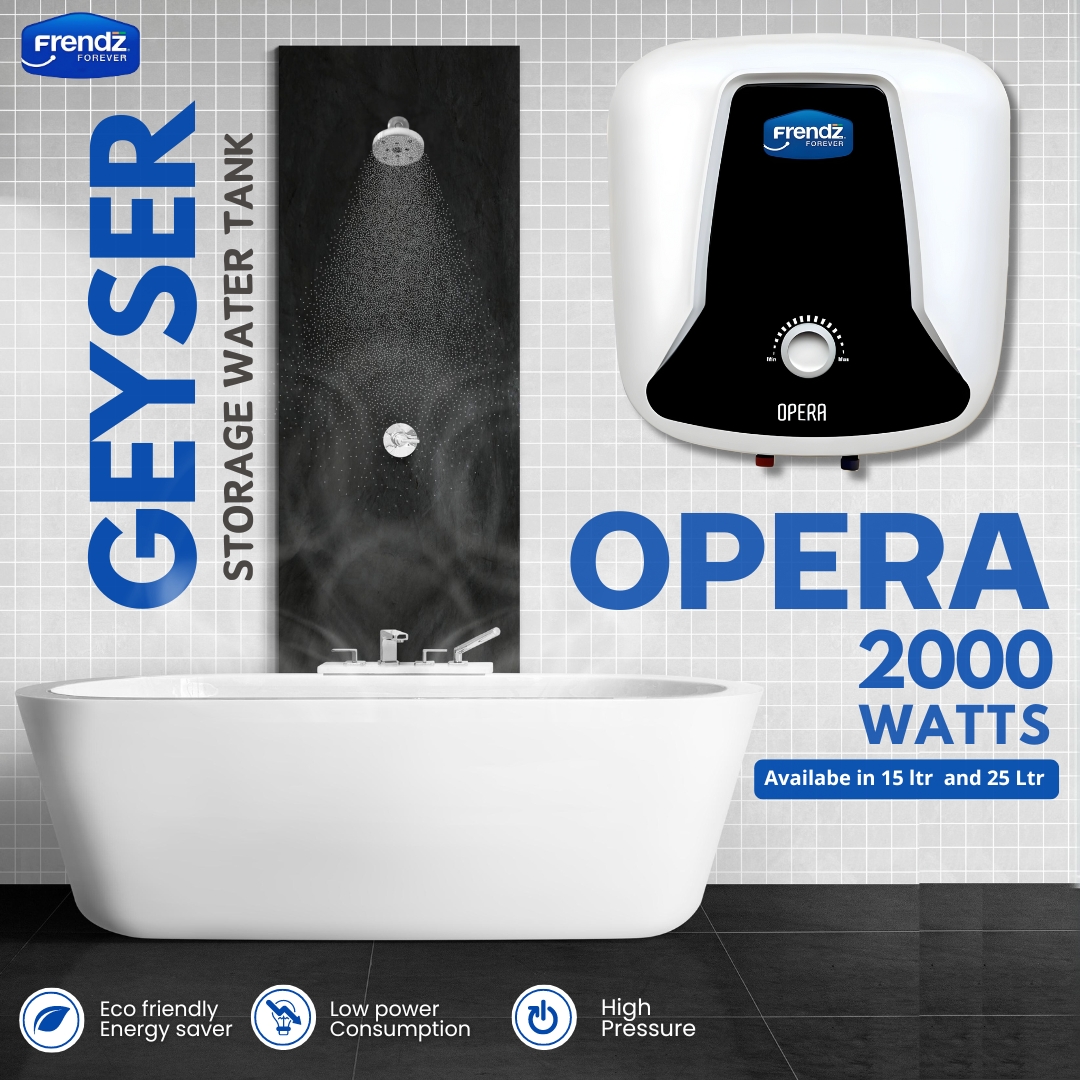 Frendz
FOREVER
GEYSER
STORAGE WATER TANK
Frendz
FOREVER
Min
Max
OPERA
OPERA
2000
WATTS
Availabe in 15 ltr  and 25 Ltr
Eco friendly
Energy saver
Low power
Consumption
High
Pressure